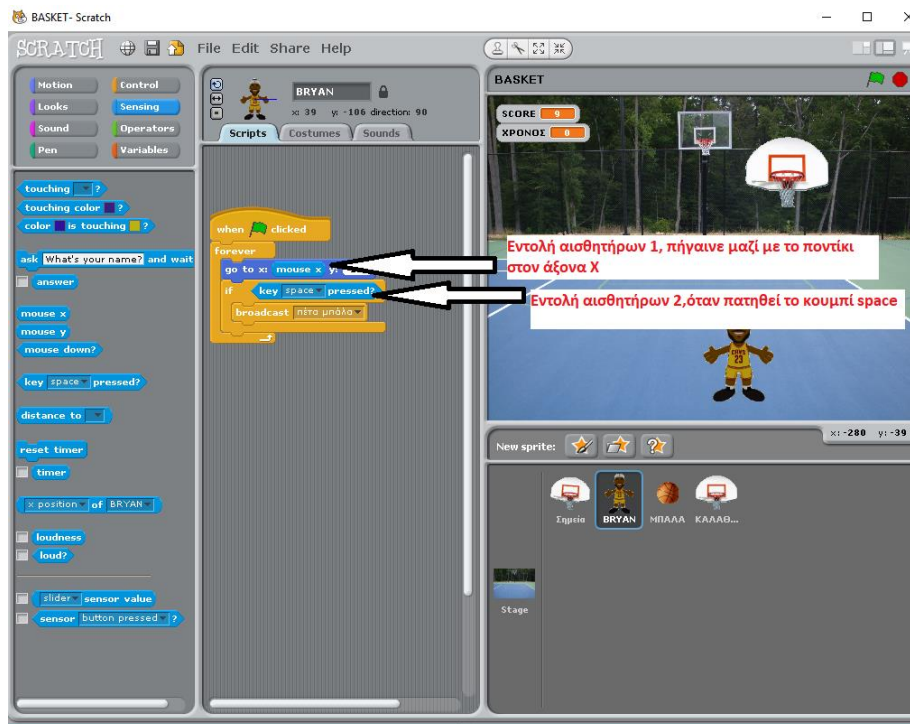 BASKET- Scratch
SCRATCH File Edit Share Help
Motion Control
Looks Sensing
Sound Operators
Pen Variables
touching ?
touching color ?
color is touching ?
ask What's your name? and wait
answer
mouse x
mouse y
mouse down?
key space pressed?
distance to
reset timer
timer
x position of BRYAN
loudness
loud?
slider sensor value
sensor button pressed ?
BRYAN
x: 39 y: -106 direction: 90
Scripts Costumes Sounds
when clicked
forever
go to x: mouse x y:
if key space pressed?
broadcast πέτα μπάλα
BASKET
SCORE 9
ΧΡΟΝΟΣ 0
Εντολή αισθητήρων 1, πήγαινε μαζί με το ποντίκι
στον άξονα Χ
Εντολή αισθητήρων 2,όταν πατηθεί το κουμπί space
CAVS
23
x: -280 y: -39
New sprite:
Σημεία BRYAN ΜΠΑΛΑ ΚΑΛΑΘ...
Stage